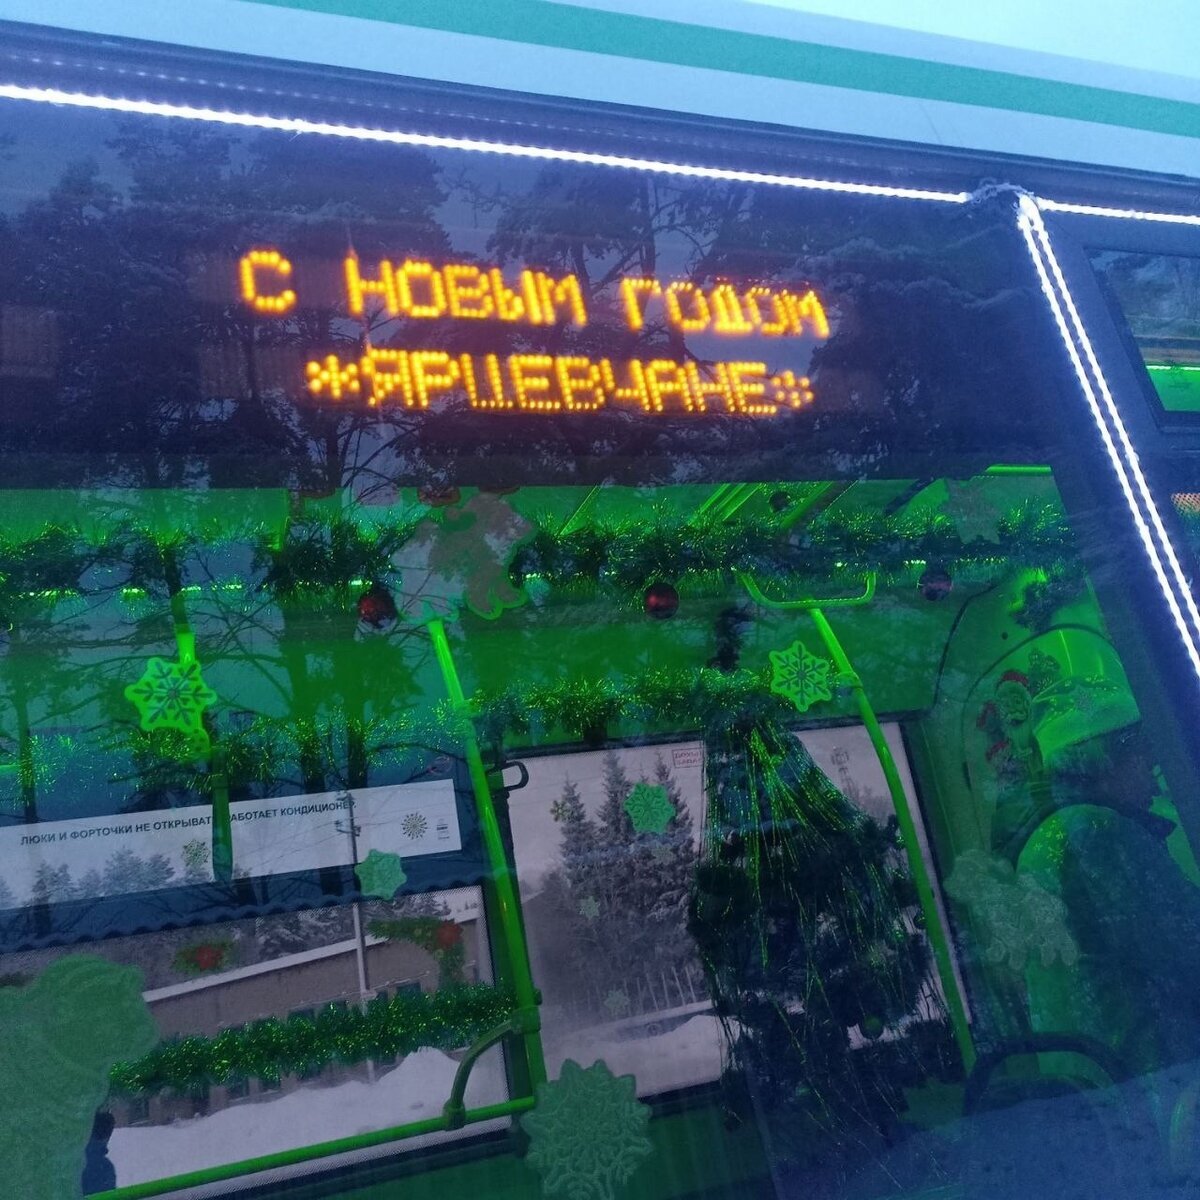 С НОВЫМ ГОДОМ
*ЯРЦЕВЧАНЕ*
ЛЮКИ И ФОРТОЧКИ НЕ ОТКРЫВАТЬ РАБОТАЕТ КОНДИЦИОНЕР